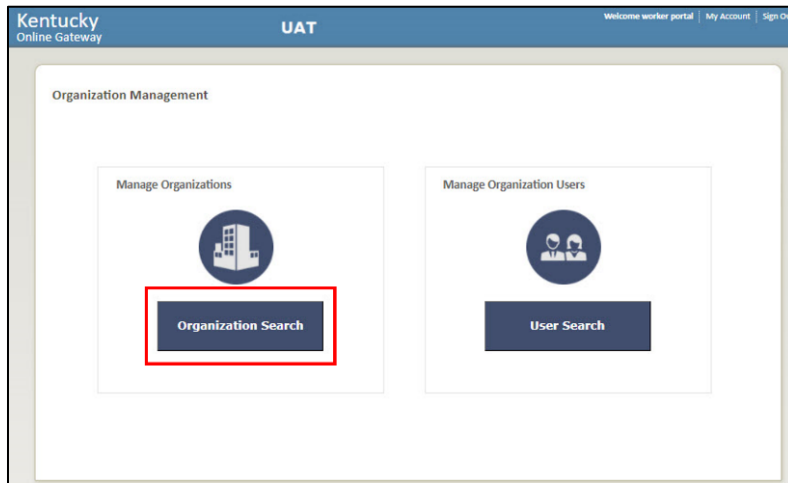 Kentucky
Online Gateway
UAT
Welcome worker portal | My Account | Sign Ou
Organization Management
Manage Organizations
Manage Organization Users
Organization Search
User Search